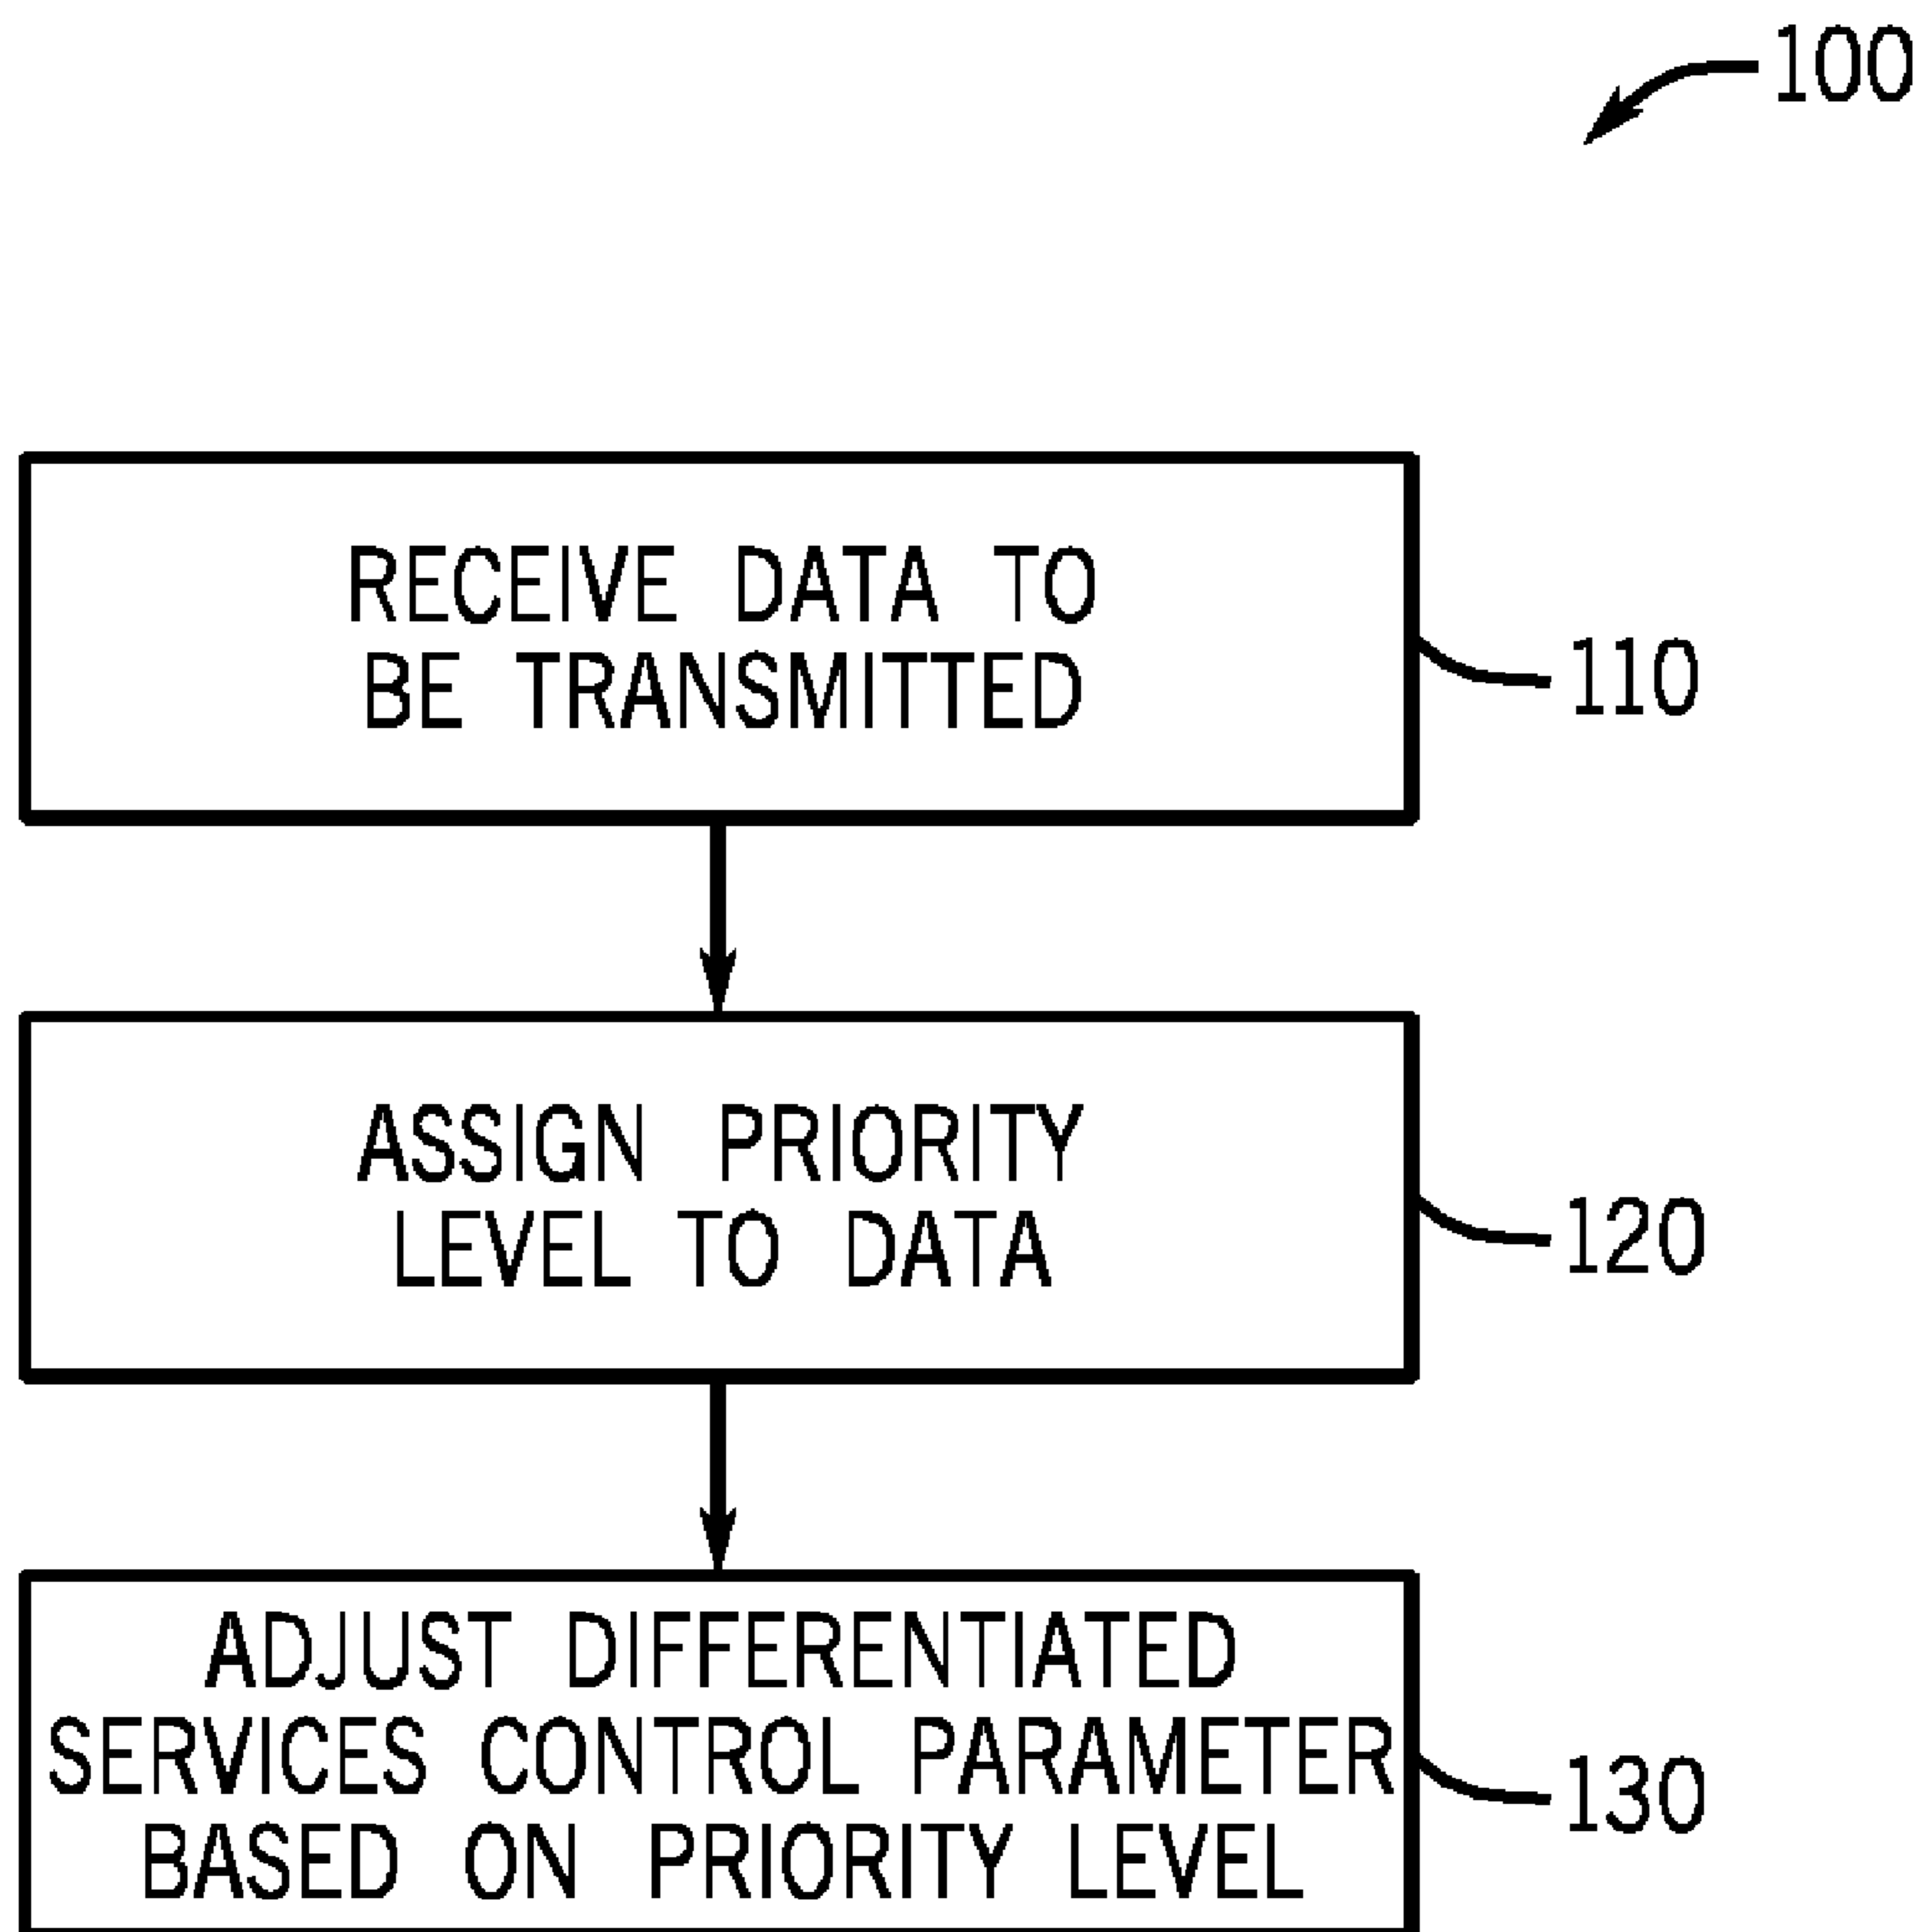 100
RECEIVE DATA TO
BE TRANSMITTED
110
ASSIGN PRIORITY
LEVEL TO DATA
120
ADJUST DIFFERENTIATED
SERVICES CONTROL PARAMETER
BASED ON PRIORITY LEVEL
130